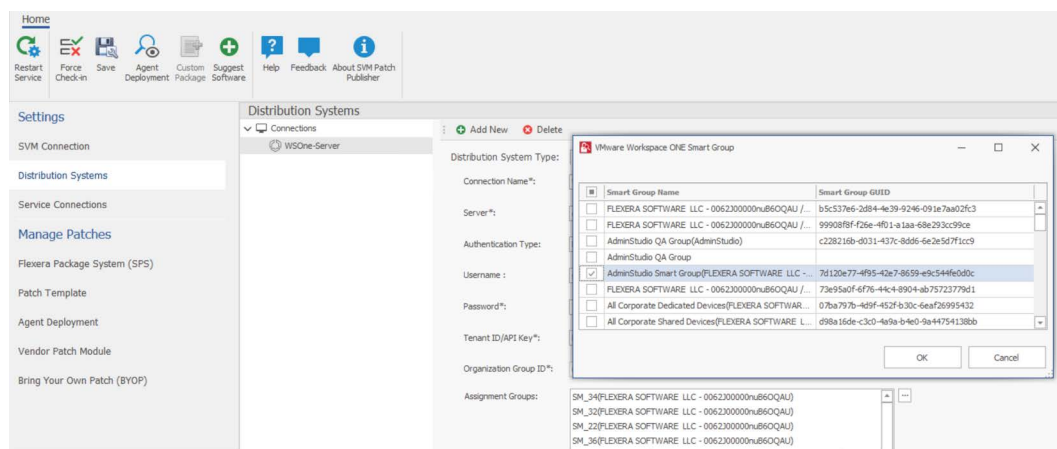 Home
Restart Service
Force Check-in
Save
Agent Deployment
Custom Package
Suggest Software
Help
Feedback
About SVM Patch Publisher
Settings
SVM Connection
Distribution Systems
Service Connections
Manage Patches
Flexera Package System (SPS)
Patch Template
Agent Deployment
Vendor Patch Module
Bring Your Own Patch (BYOP)
Distribution Systems
Connections
WSOne-Server
Add New Delete
Distribution System Type:
Connection Name*:
Server*:
Authentication Type:
Username :
Password*:
Tenant ID/API Key*:
Organization Group ID*:
Assignment Groups:
SM_34(FLEXERA SOFTWARE LLC - 0062J00000nuB6OQAU)
SM_32(FLEXERA SOFTWARE LLC - 0062J00000nuB6OQAU)
SM_22(FLEXERA SOFTWARE LLC - 0062J00000nuB6OQAU)
SM_36(FLEXERA SOFTWARE LLC - 0062J00000nuB6OQAU)
VMware Workspace ONE Smart Group
Smart Group Name Smart Group GUID
FLEXERA SOFTWARE LLC - 0062J00000nuB6OQAU /... b5c537e6-2d84-4e39-9246-091e7aa02fc3
FLEXERA SOFTWARE LLC - 0062J00000nuB6OQAU /... 99908f8f-f26e-4f01-a1aa-68e293cc99ce
AdminStudio QA Group(AdminStudio) c228216b-d031-437c-8dd6-6e2e5d7f1cc9
AdminStudio QA Group
AdminStudio Smart Group(FLEXERA SOFTWARE LLC -... 7d120e77-4f95-42e7-8659-e9c544fe0d0c
FLEXERA SOFTWARE LLC - 0062J00000nuB6OQAU /... 73e95a0f-6f76-44c4-8904-ab75723779d1
All Corporate Dedicated Devices(FLEXERA SOFTWAR... 07ba797b-4d9f-452f-b30c-6eaf26995432
All Corporate Shared Devices(FLEXERA SOFTWARE L... d98a16de-c3c0-4a9a-b4e0-9a44754138bb
OK Cancel